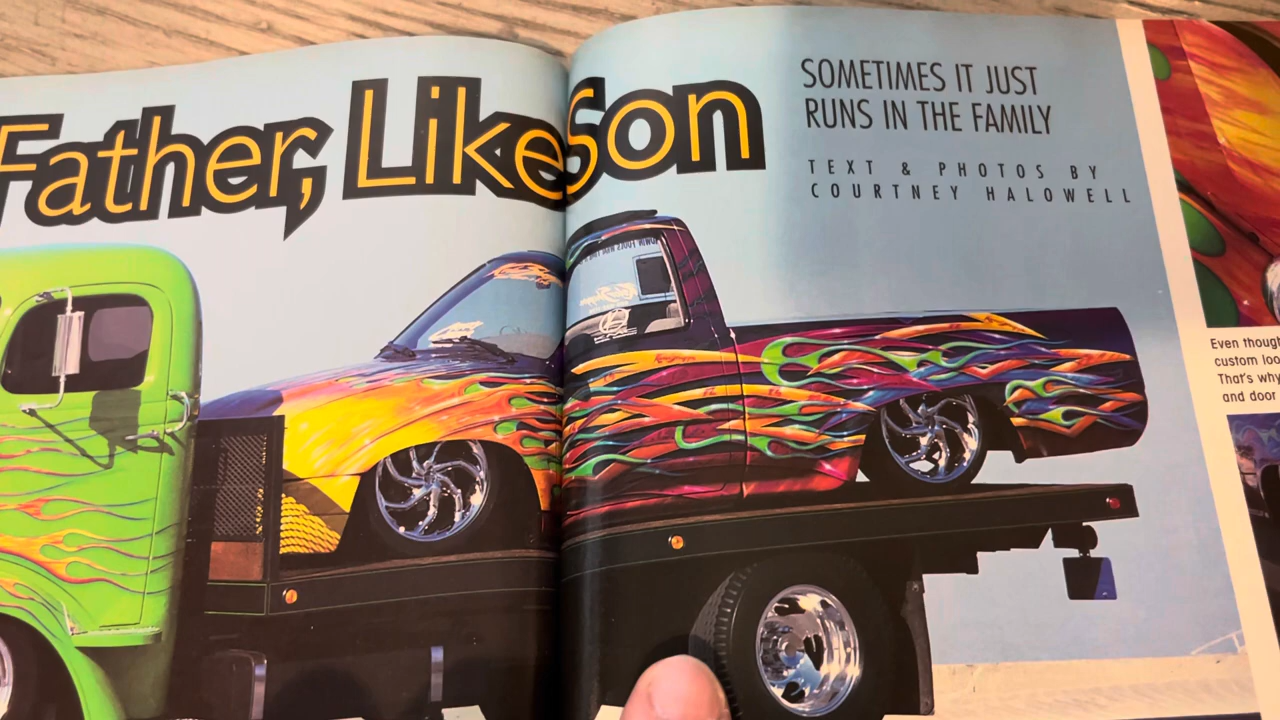 Father, Like Son
SOMETIMES IT JUST
RUNS IN THE FAMILY
TEXT & PHOTOS BY
COURTNEY HALOWELL
Even though
custom loo
That's why
and door